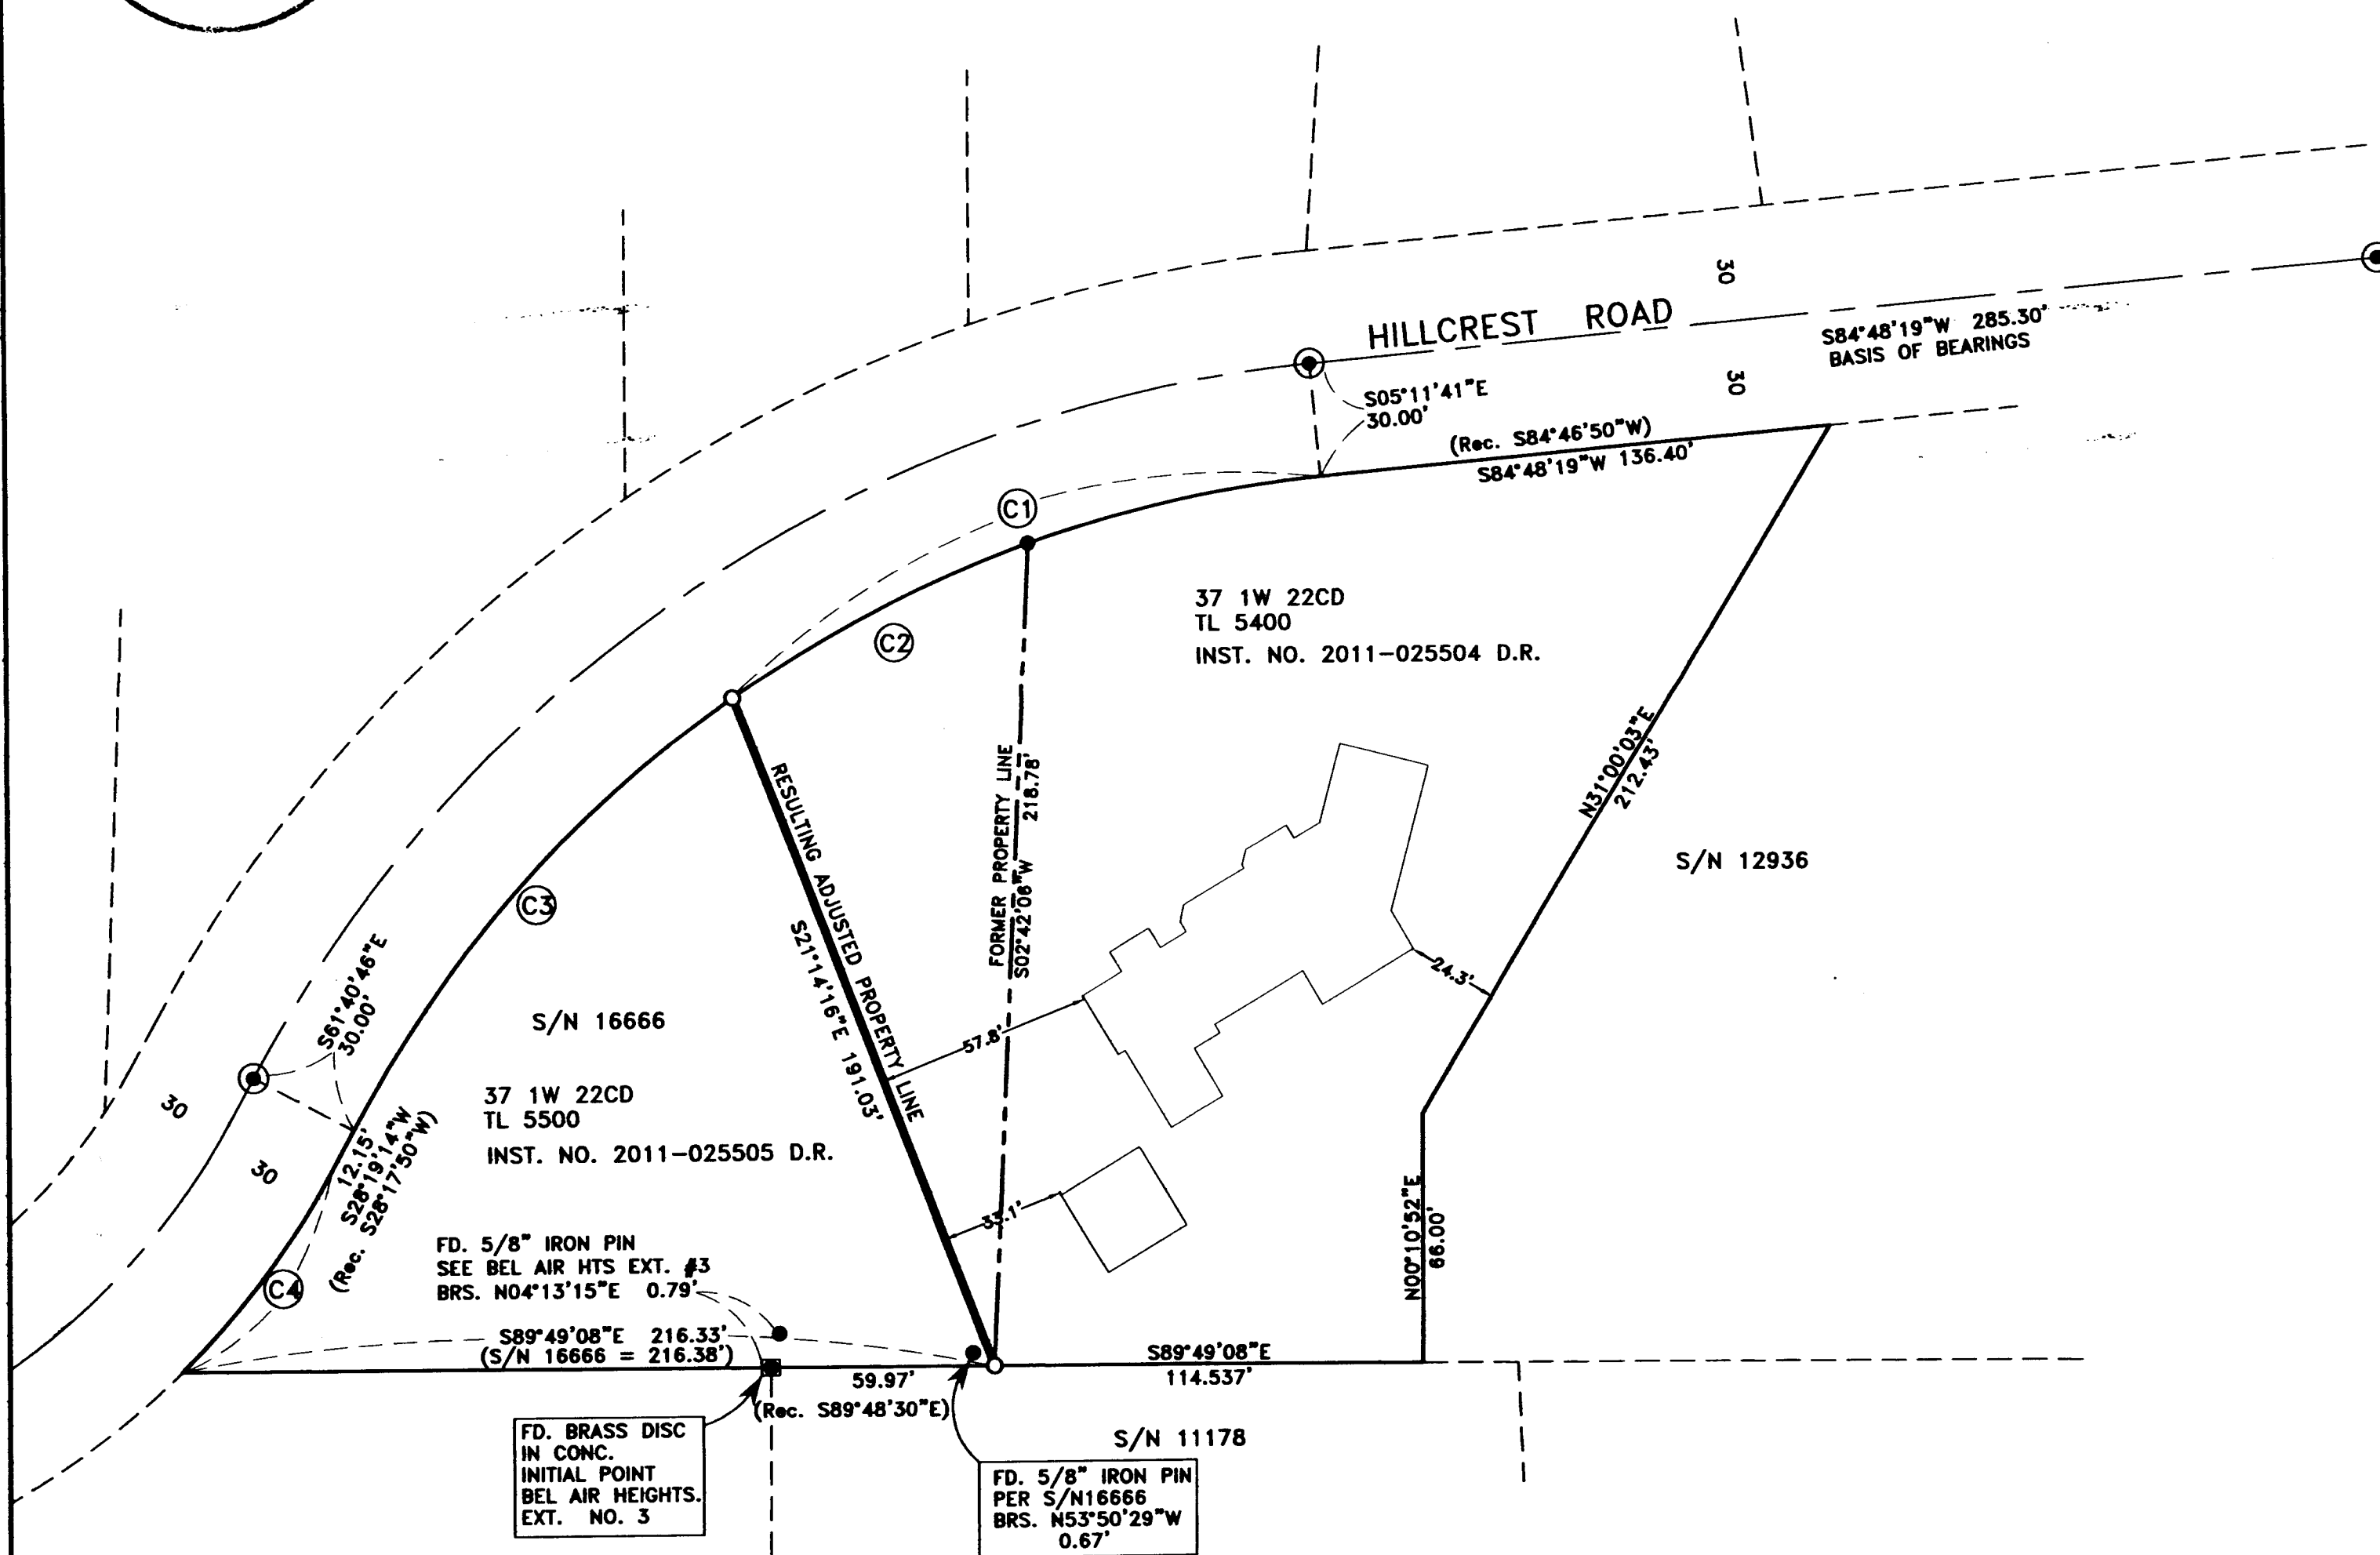 30
HILLCREST ROAD
S84°48'19"W 285.30'
BASIS OF BEARINGS
30
S05°11'41"E
30.00'
(Rec. S84°46'50"W)
S84°48'19"W 136.40'
C1
C2
37 1W 22CD
TL 5400
INST. NO. 2011-025504 D.R.
FORMER PROPERTY LINE
S02°42'06"W 218.78'
RESULTING ADJUSTED PROPERTY LINE
S21°14'16"E 191.03'
N31°00'03"E
212.43'
S/N 12936
C3
S61°40'46"E
30.00'
S/N 16666
24.3'
57.8'
30
30
37 1W 22CD
TL 5500
INST. NO. 2011-025505 D.R.
12.15'
S28°19'14"W
(Rec. S28°17'50"W)
33.1'
N00°10'52"E
66.00'
FD. 5/8" IRON PIN
SEE BEL AIR HTS EXT. #3
BRS. N04°13'15"E 0.79'
C4
S89°49'08"E 216.33'
(S/N 16666 = 216.38')
S89°49'08"E
114.537'
59.97'
(Rec. S89°48'30"E)
FD. BRASS DISC
IN CONC.
INITIAL POINT
BEL AIR HEIGHTS.
EXT. NO. 3
S/N 11178
FD. 5/8" IRON PIN
PER S/N16666
BRS. N53°50'29"W
0.67'